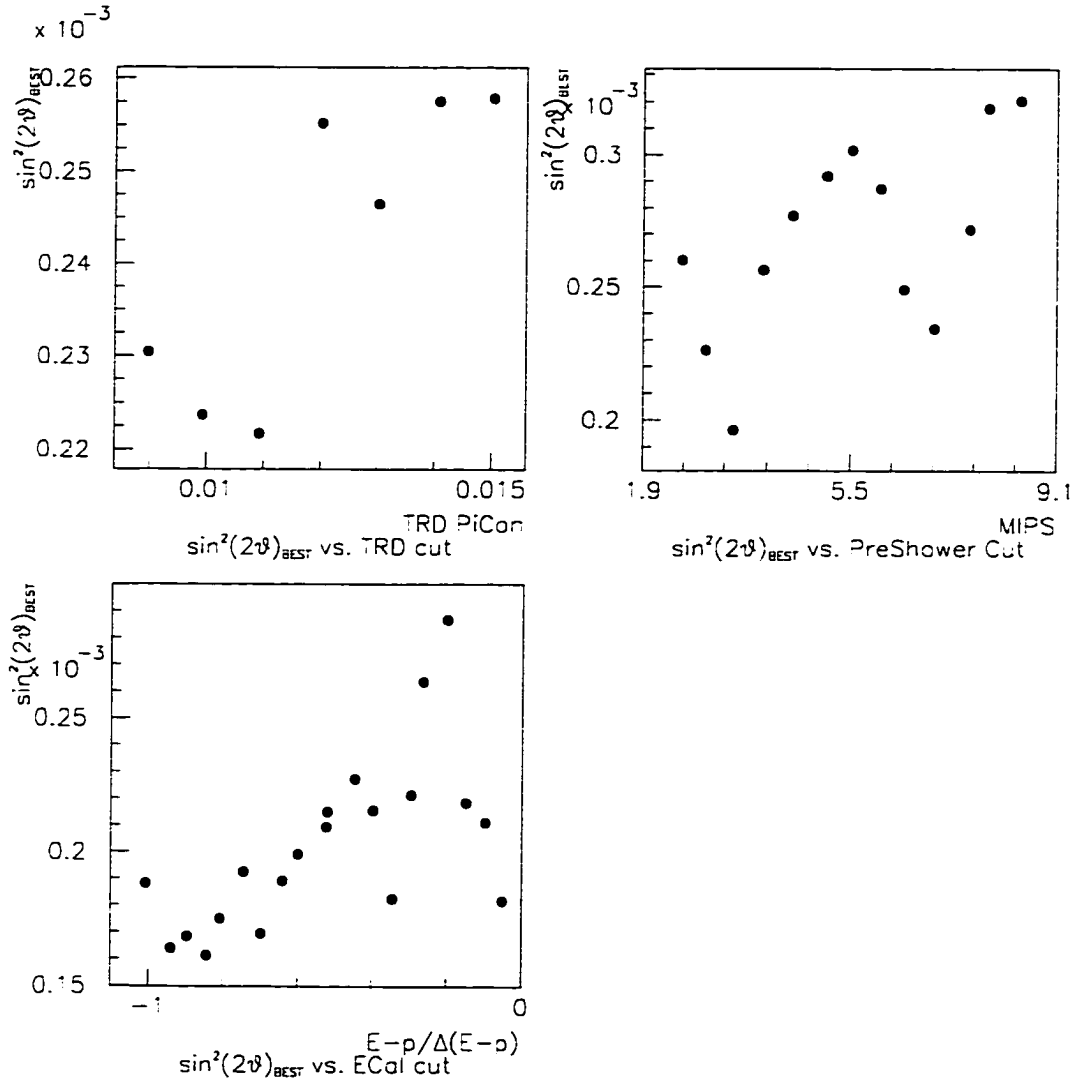 x 10⁻³
sin²(2ϑ)BEST
0.26
0.25
0.24
0.23
0.22
0.01
0.015
TRD PiCan
sin²(2ϑ)BEST vs. TRD cut
sin²(2ϑ)BEST
x 10⁻³
0.3
0.25
0.2
1.9
5.5
9.1
MIPS
sin²(2ϑ)BEST vs. PreShower Cut
sin²(2ϑ)BEST
x 10⁻³
0.25
0.2
0.15
−1
0
E−p/Δ(E−p)
sin²(2ϑ)BEST vs. ECal cut